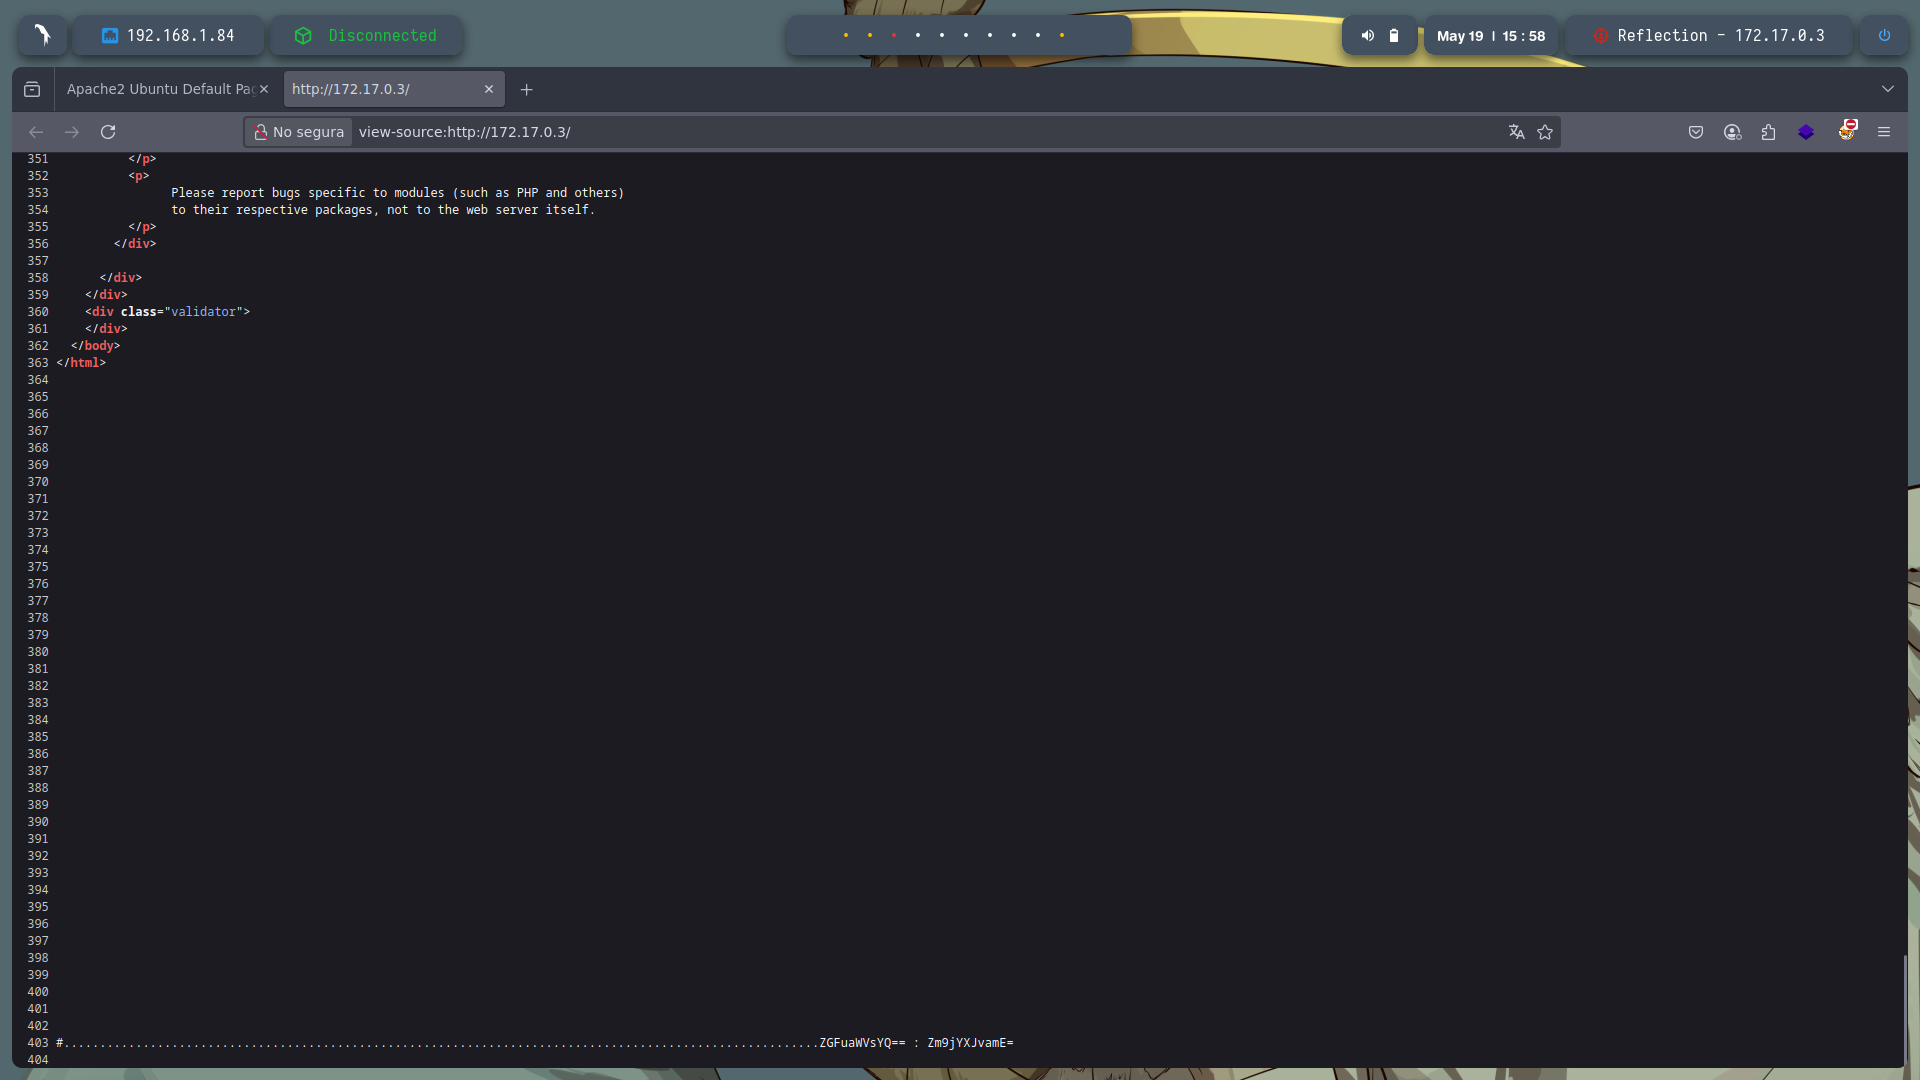 192.168.1.84
Disconnected
May 19 | 15 : 58
Reflection - 172.17.0.3
Apache2 Ubuntu Default Pag
http://172.17.0.3/
No segura
view-source:http://172.17.0.3/
351 </p>
352 <p>
353 Please report bugs specific to modules (such as PHP and others)
354 to their respective packages, not to the web server itself.
355 </p>
356 </div>
357
358 </div>
359 </div>
360 <div class="validator">
361 </div>
362 </body>
363 </html>
364
365
366
367
368
369
370
371
372
373
374
375
376
377
378
379
380
381
382
383
384
385
386
387
388
389
390
391
392
393
394
395
396
397
398
399
400
401
402
403 #.........................................................................................................ZGFuaWVsYQ== : Zm9jYXJvamE=
404